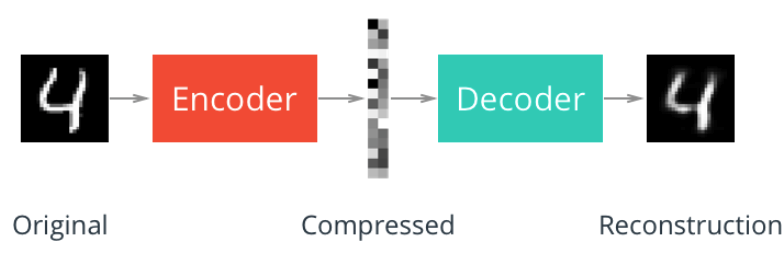 Encoder
Decoder
Original
Compressed
Reconstruction